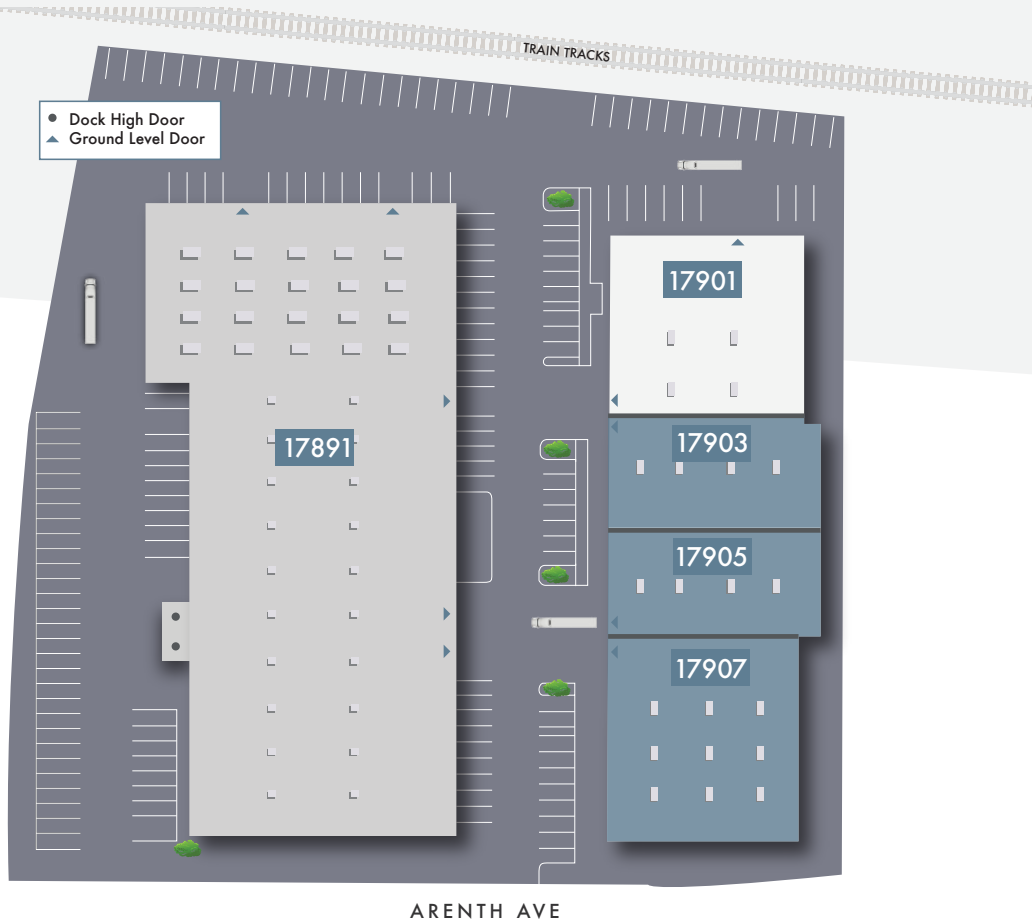 TRAIN TRACKS
Dock High Door
Ground Level Door
17901
17891
17903
17905
17907
ARENTH AVE